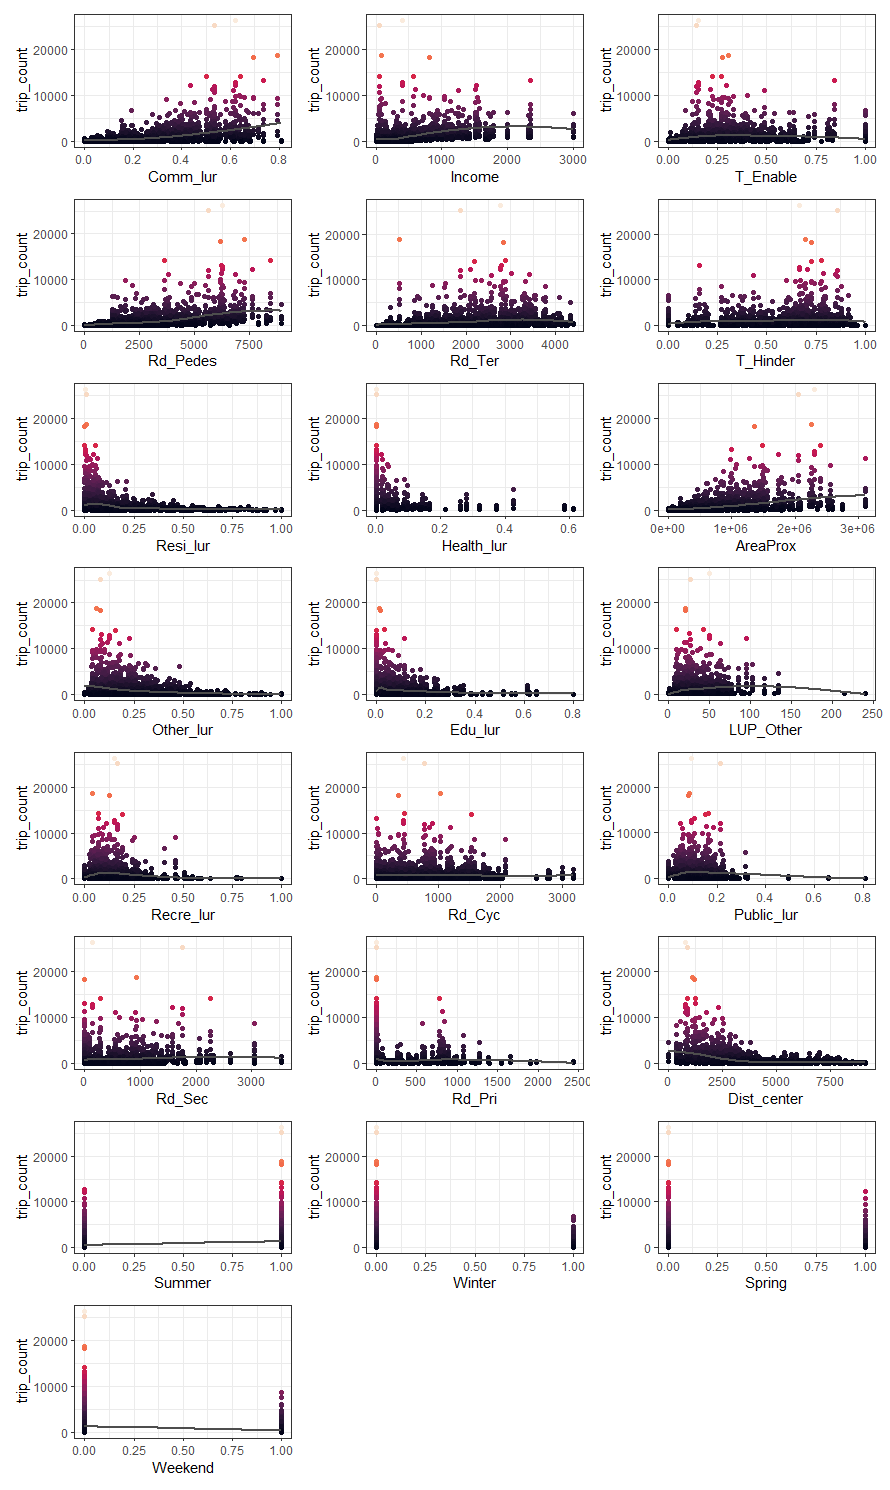 trip_count
20000
10000
0
0.0 0.2 0.4 0.6 0.8
Comm_lur
trip_count
20000
10000
0
0 1000 2000 3000
Income
trip_count
20000
10000
0
0.00 0.25 0.50 0.75 1.00
T_Enable
trip_count
20000
10000
0
0 2500 5000 7500
Rd_Pedes
trip_count
20000
10000
0
0 1000 2000 3000 4000
Rd_Ter
trip_count
20000
10000
0
0.00 0.25 0.50 0.75 1.00
T_Hinder
trip_count
20000
10000
0
0.00 0.25 0.50 0.75 1.00
Resi_lur
trip_count
20000
10000
0
0.0 0.2 0.4 0.6
Health_lur
trip_count
20000
10000
0
0e+00 1e+06 2e+06 3e+06
AreaProx
trip_count
20000
10000
0
0.00 0.25 0.50 0.75 1.00
Other_lur
trip_count
20000
10000
0
0.0 0.2 0.4 0.6 0.8
Edu_lur
trip_count
20000
10000
0
0 50 100 150 200 250
LUP_Other
trip_count
20000
10000
0
0.00 0.25 0.50 0.75 1.00
Recre_lur
trip_count
20000
10000
0
0 1000 2000 3000
Rd_Cyc
trip_count
20000
10000
0
0.0 0.2 0.4 0.6 0.8
Public_lur
trip_count
20000
10000
0
0 1000 2000 3000
Rd_Sec
trip_count
20000
10000
0
0 500 1000 1500 2000 2500
Rd_Pri
trip_count
20000
10000
0
0 2500 5000 7500
Dist_center
trip_count
20000
10000
0
0.00 0.25 0.50 0.75 1.00
Summer
trip_count
20000
10000
0
0.00 0.25 0.50 0.75 1.00
Winter
trip_count
20000
10000
0
0.00 0.25 0.50 0.75 1.00
Spring
trip_count
20000
10000
0
0.00 0.25 0.50 0.75 1.00
Weekend